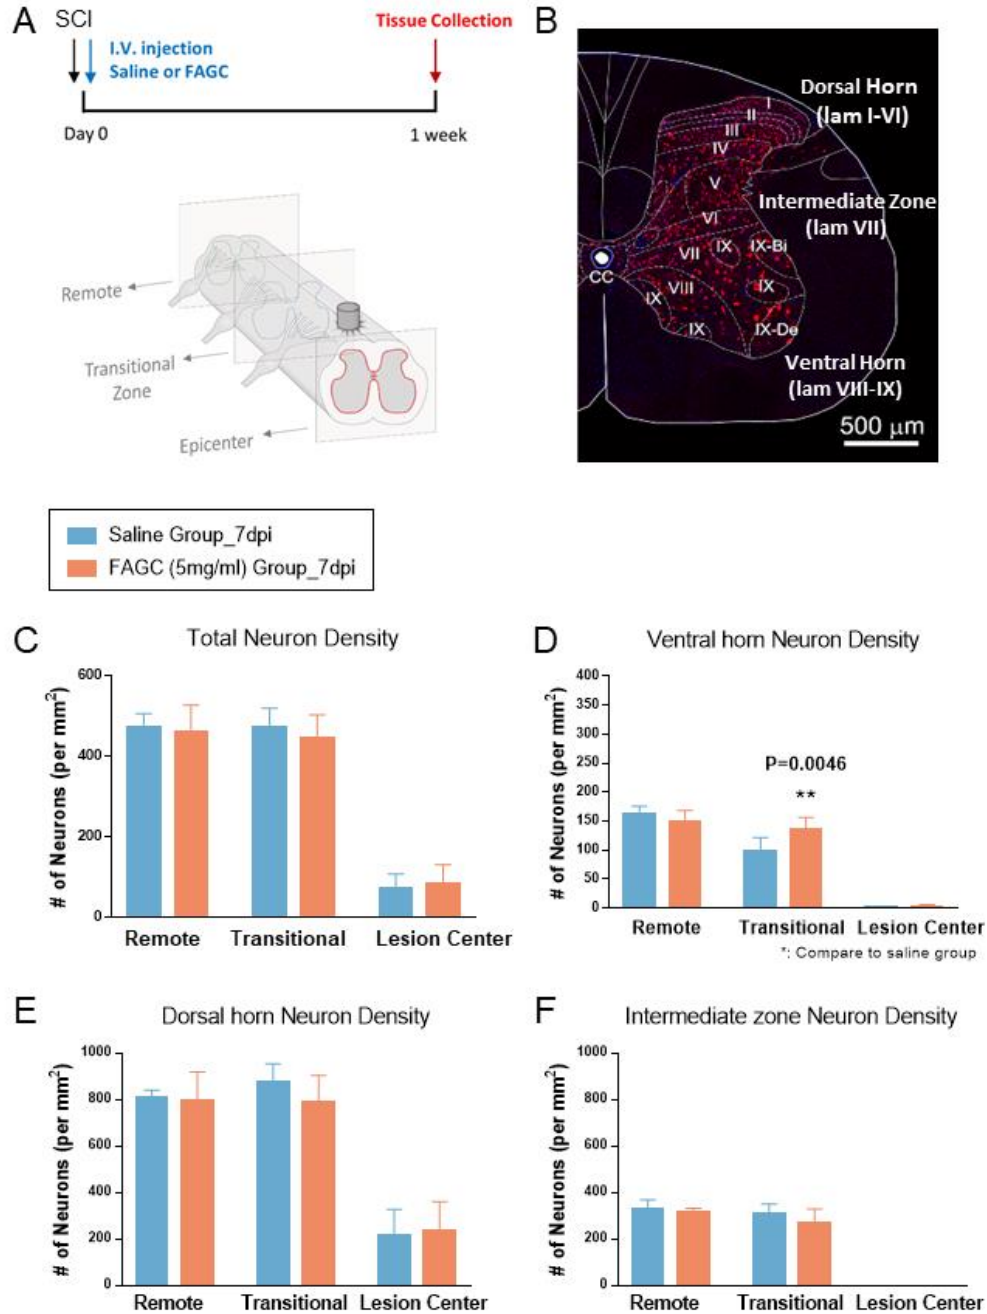 A
SCI
I.V. injection
Saline or FAGC
Tissue Collection
Day 0
1 week
Remote
Transitional
Zone
Epicenter
B
Dorsal Horn
(lam I-VI)
I
II
III
IV
V
VI
Intermediate Zone
(lam VII)
VII
IX
IX-Bi
CC
VIII
IX
IX
IX
IX-De
Ventral Horn
(lam VIII-IX)
500 µm
Saline Group_7dpi
FAGC (5mg/ml) Group_7dpi
C
Total Neuron Density
# of Neurons (per mm²)
600
400
200
0
Remote Transitional Lesion Center
D
Ventral horn Neuron Density
# of Neurons (per mm²)
400
350
300
250
200
150
100
50
0
P=0.0046
**
Remote Transitional Lesion Center
*: Compare to saline group
E
Dorsal horn Neuron Density
# of Neurons (per mm²)
1000
800
600
400
200
0
Remote Transitional Lesion Center
F
Intermediate zone Neuron Density
# of Neurons (per mm²)
1000
800
600
400
200
0
Remote Transitional Lesion Center